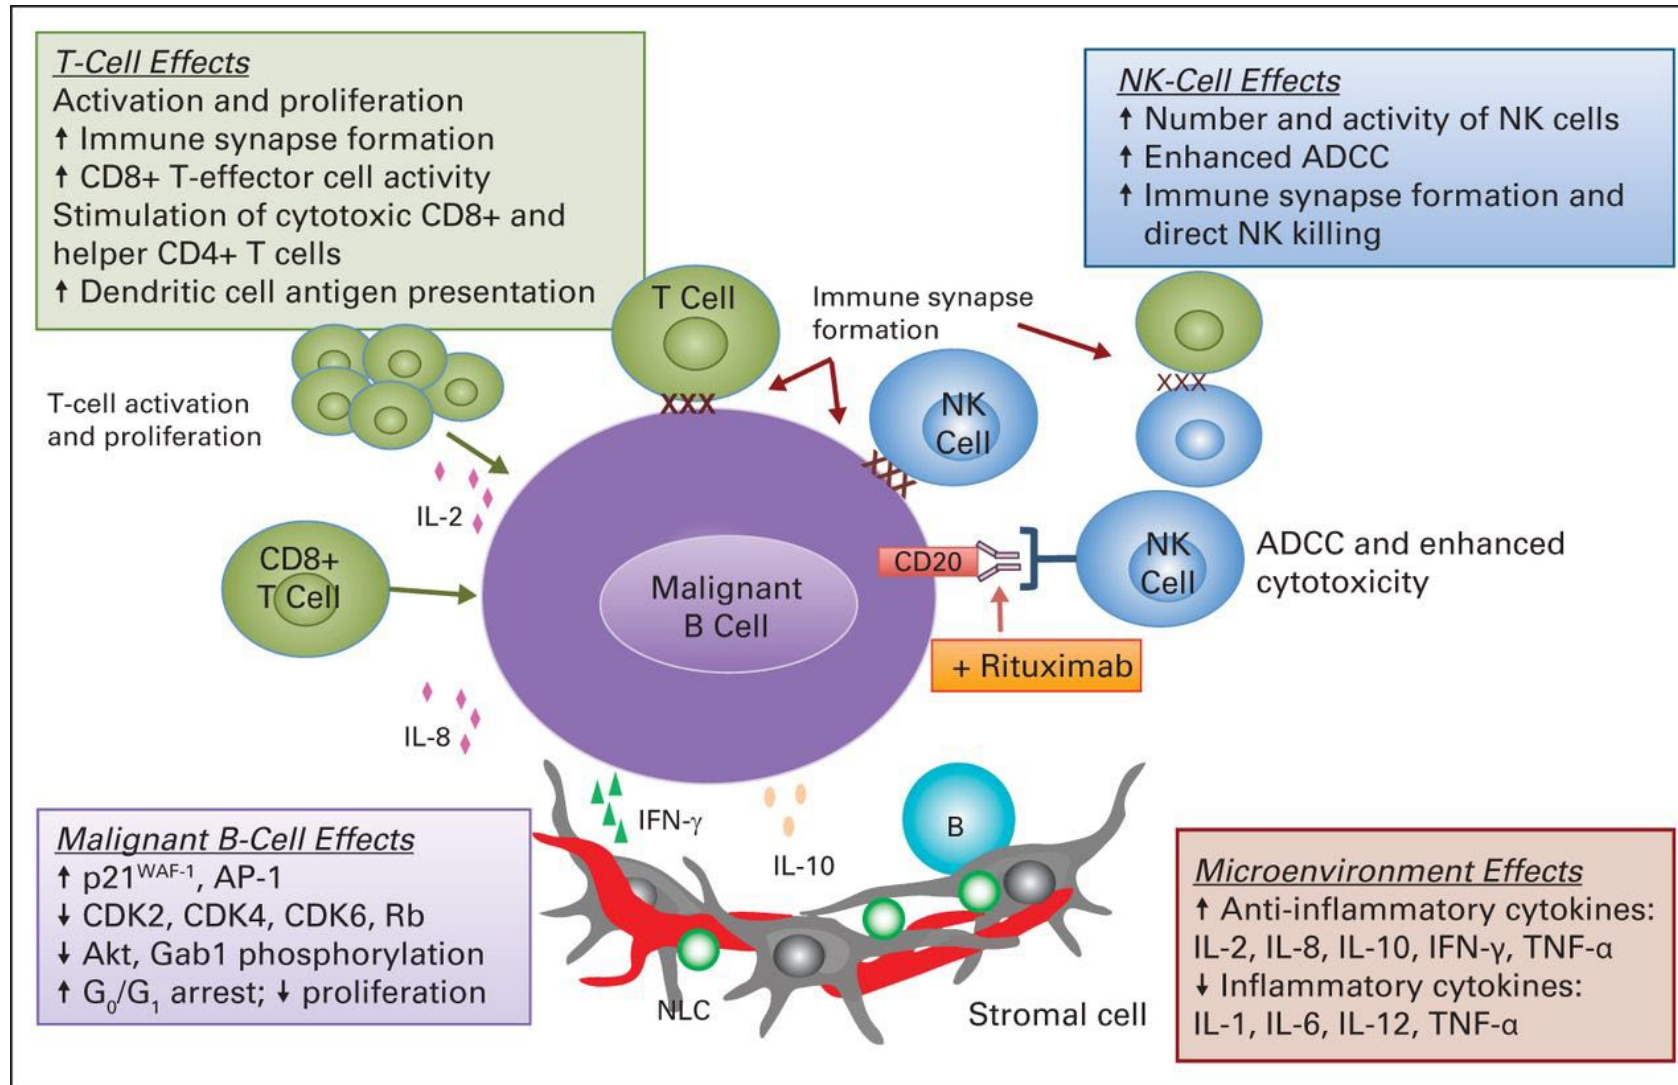 T-Cell Effects
Activation and proliferation
↑ Immune synapse formation
↑ CD8+ T-effector cell activity
Stimulation of cytotoxic CD8+ and
helper CD4+ T cells
↑ Dendritic cell antigen presentation
NK-Cell Effects
↑ Number and activity of NK cells
↑ Enhanced ADCC
↑ Immune synapse formation and
direct NK killing
T Cell
Immune synapse
formation
XXX
XXX
XXX
NK
Cell
T-cell activation
and proliferation
IL-2
CD8+
T Cell
Malignant
B Cell
CD20
NK
Cell
ADCC and enhanced
cytotoxicity
+ Rituximab
IL-8
IFN-γ
IL-10
B
NLC
Stromal cell
Malignant B-Cell Effects
↑ p21WAF-1, AP-1
↓ CDK2, CDK4, CDK6, Rb
↓ Akt, Gab1 phosphorylation
↑ G0/G1 arrest; ↓ proliferation
Microenvironment Effects
↑ Anti-inflammatory cytokines:
IL-2, IL-8, IL-10, IFN-γ, TNF-α
↓ Inflammatory cytokines:
IL-1, IL-6, IL-12, TNF-α